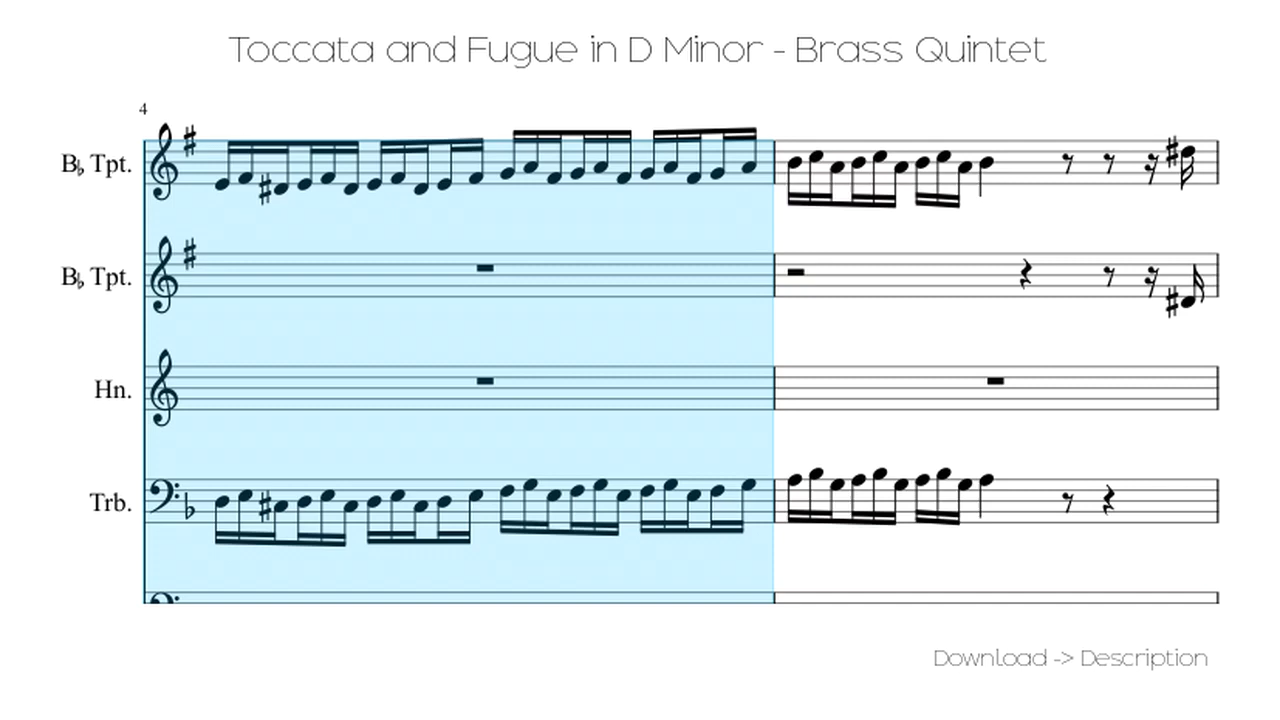 Toccata and Fugue in D Minor - Brass Quintet
4
B♭ Tpt.
B♭ Tpt.
Hn.
Trb.
Download -> Description